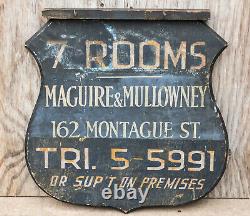 7 ROOMS
MAGUIRE & MULLOWNEY
162 MONTAGUE ST.
TRI. 5-5991
OR SUP'T ON PREMISES